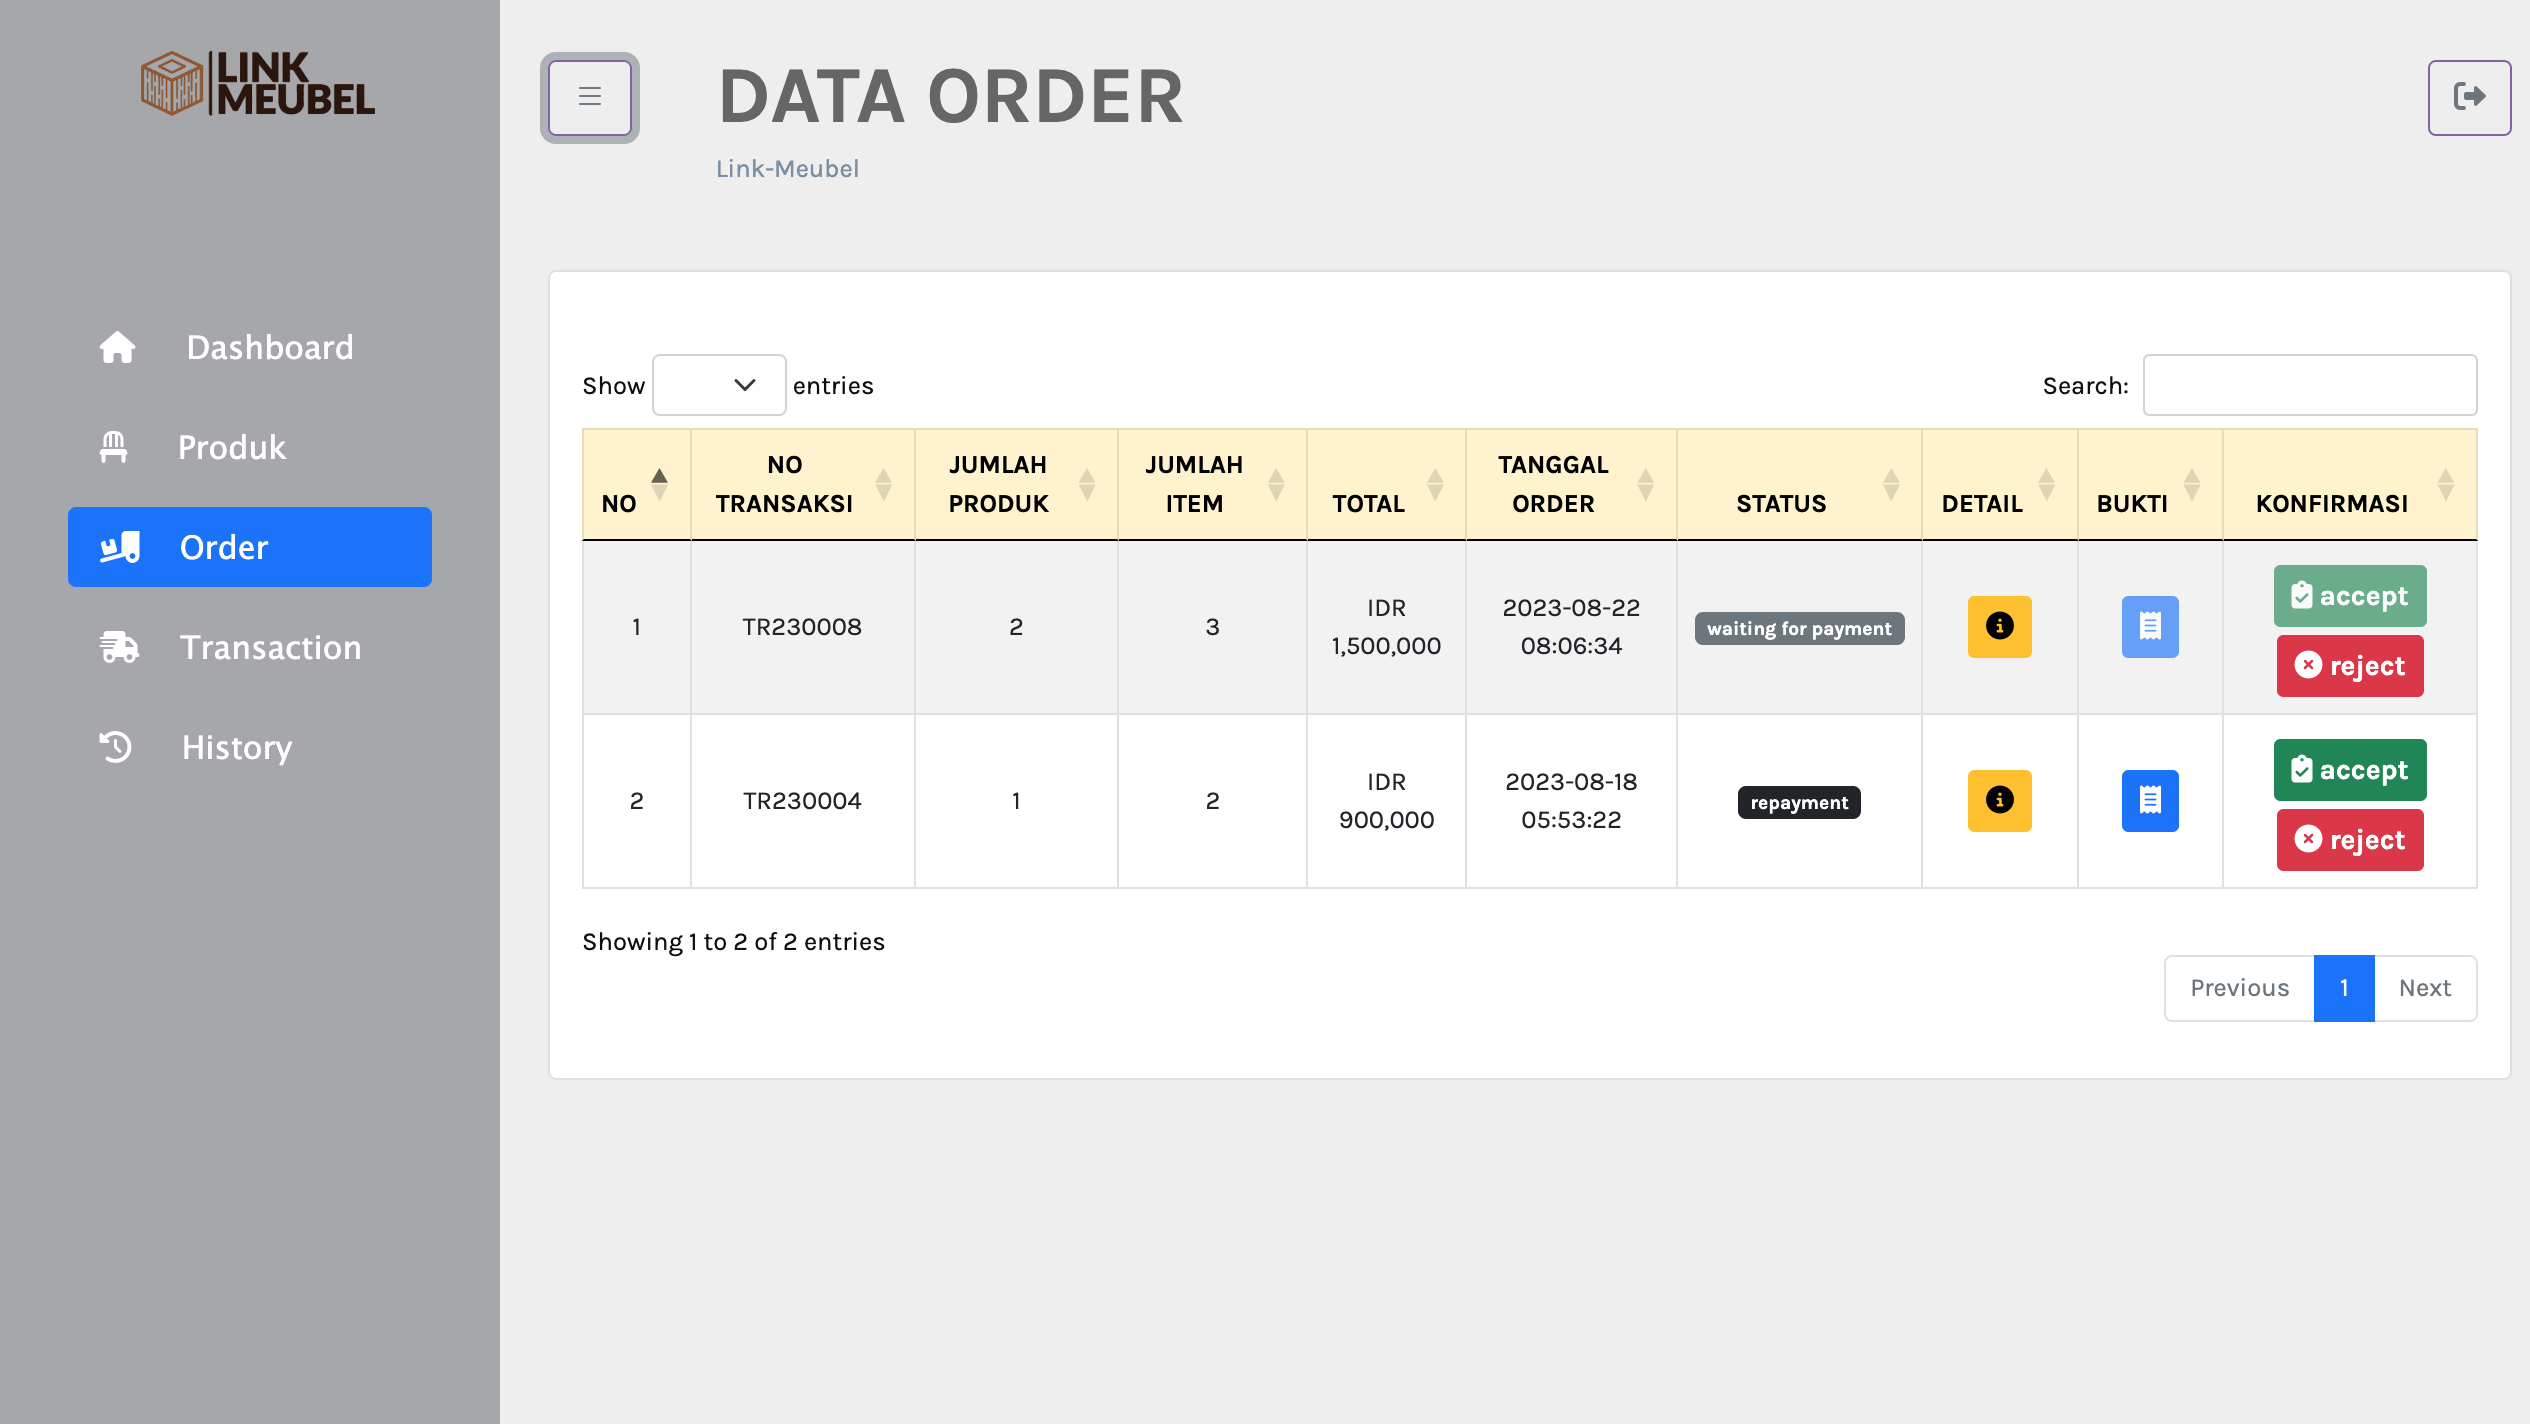 LINK
MEUBEL
Dashboard
Produk
Order
Transaction
History
DATA ORDER
Link-Meubel
Show entries
Search:
NO
NO TRANSAKSI
JUMLAH PRODUK
JUMLAH ITEM
TOTAL
TANGGAL ORDER
STATUS
DETAIL
BUKTI
KONFIRMASI
1
TR230008
2
3
IDR
1,500,000
2023-08-22
08:06:34
waiting for payment
accept
reject
2
TR230004
1
2
IDR
900,000
2023-08-18
05:53:22
repayment
accept
reject
Showing 1 to 2 of 2 entries
Previous 1 Next